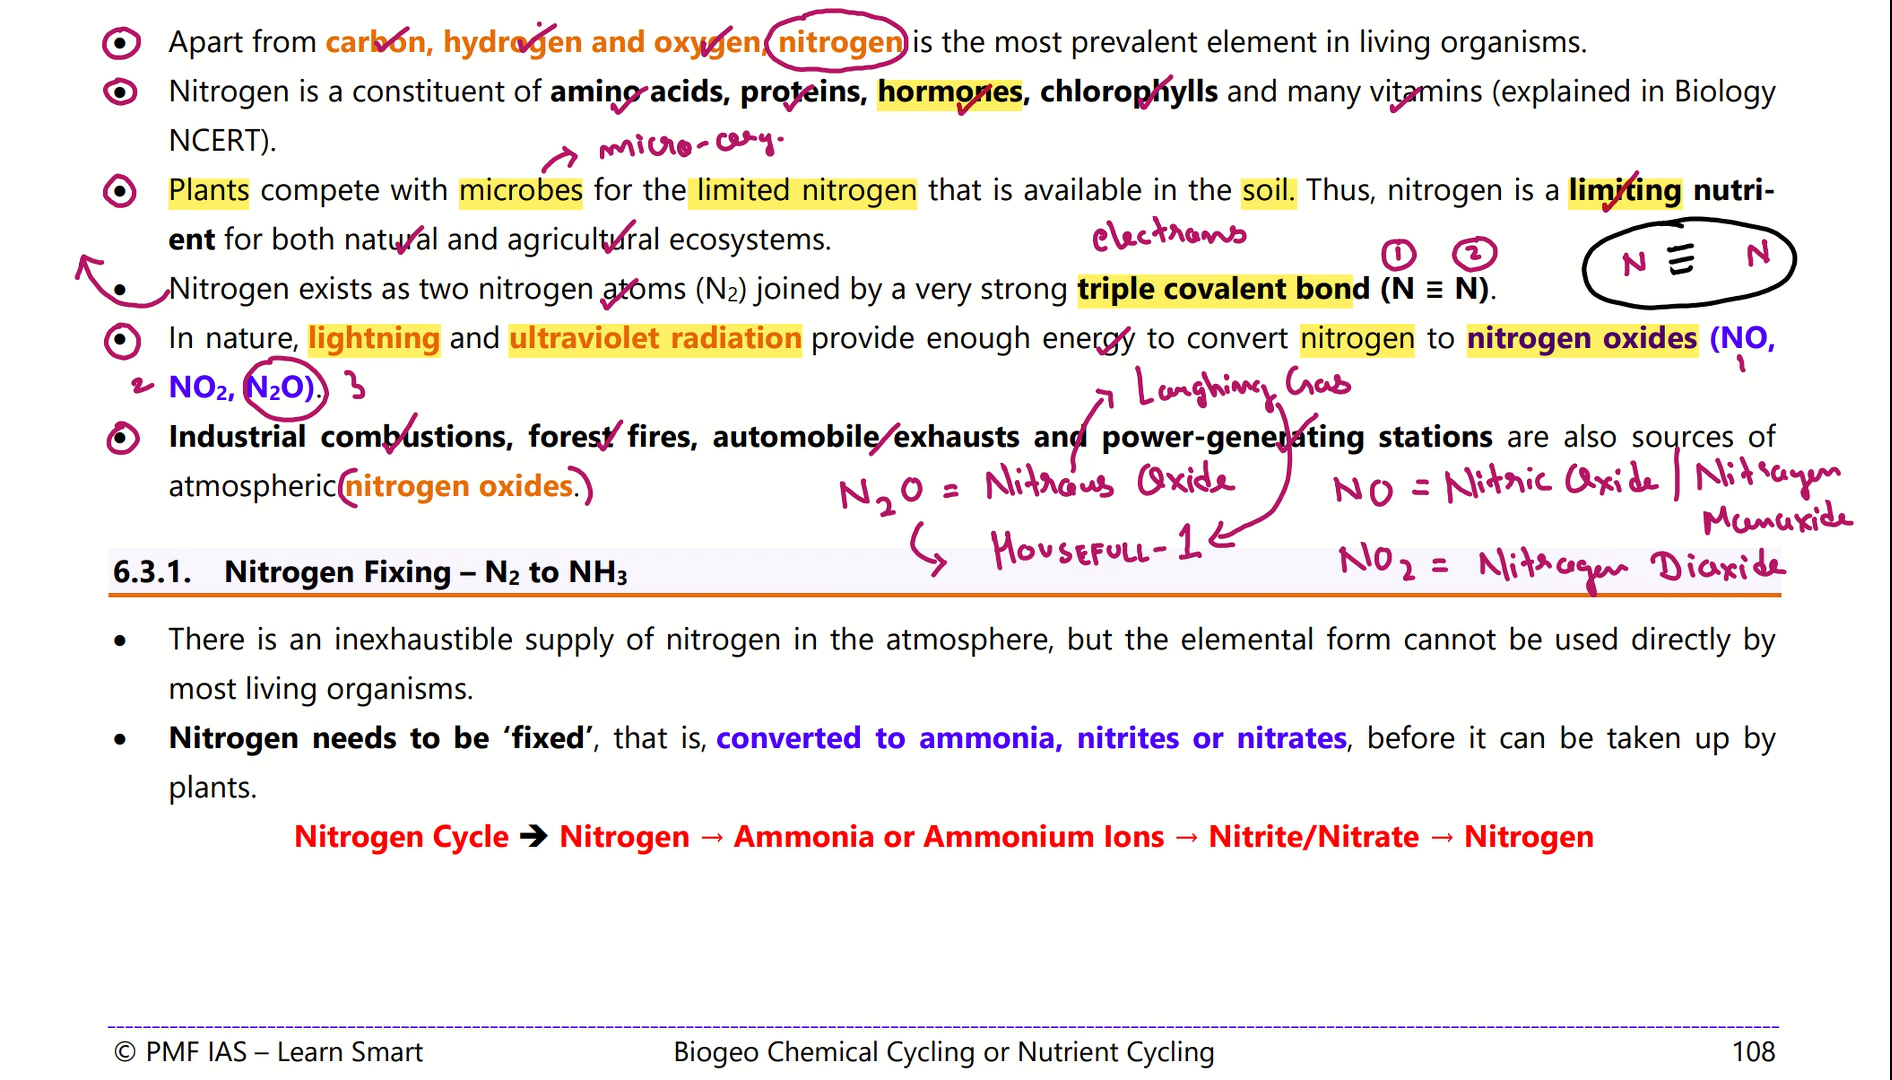 • Apart from carbon, hydrogen and oxygen, nitrogen is the most prevalent element in living organisms.
• Nitrogen is a constituent of amino acids, proteins, hormones, chlorophylls and many vitamins (explained in Biology
NCERT).
micro-
• Plants compete with microbes for the limited nitrogen that is available in the soil. Thus, nitrogen is a limiting nutri-
ent for both natural and agricultural ecosystems.
electrons
1 2
N ≡ N
• Nitrogen exists as two nitrogen atoms (N₂) joined by a very strong triple covalent bond (N ≡ N).
• In nature, lightning and ultraviolet radiation provide enough energy to convert nitrogen to nitrogen oxides (NO,
1
2 NO₂, N₂O). 3
Laughing Gas
• Industrial combustions, forest fires, automobile exhausts and power-generating stations are also sources of
atmospheric (nitrogen oxides.)
N₂O = Nitrous Oxide
NO = Nitric Oxide / Nitrogen
Monoxide
HOUSEFULL-1
NO₂ = Nitrogen Dioxide
6.3.1. Nitrogen Fixing – N₂ to NH₃
• There is an inexhaustible supply of nitrogen in the atmosphere, but the elemental form cannot be used directly by
most living organisms.
• Nitrogen needs to be ‘fixed’, that is, converted to ammonia, nitrites or nitrates, before it can be taken up by
plants.
Nitrogen Cycle ➔ Nitrogen → Ammonia or Ammonium Ions → Nitrite/Nitrate → Nitrogen
© PMF IAS – Learn Smart Biogeo Chemical Cycling or Nutrient Cycling 108